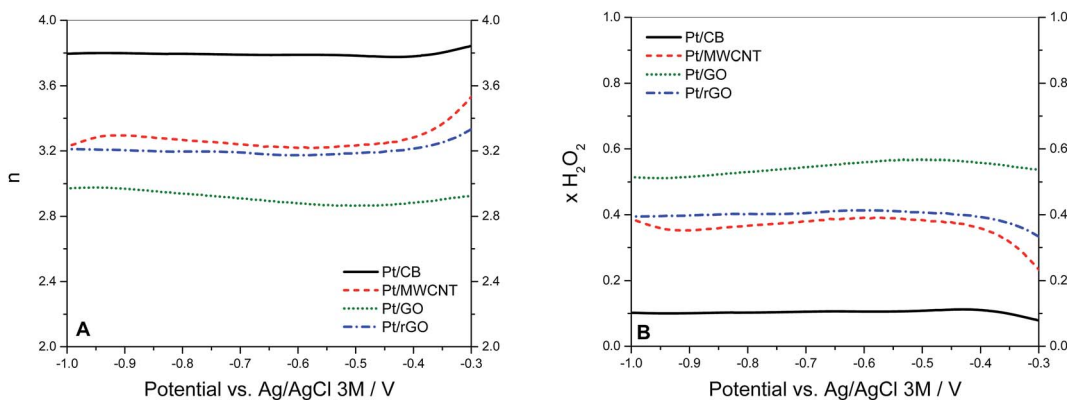 n
4.0
3.6
3.2
2.8
2.4
2.0
4.0
3.6
3.2
2.8
2.4
2.0
Pt/CB
Pt/MWCNT
Pt/GO
Pt/rGO
A
-1.0 -0.9 -0.8 -0.7 -0.6 -0.5 -0.4 -0.3
Potential vs. Ag/AgCl 3M / V
x H₂O₂
1.0
0.8
0.6
0.4
0.2
0.0
1.0
0.8
0.6
0.4
0.2
0.0
Pt/CB
Pt/MWCNT
Pt/GO
Pt/rGO
B
-1.0 -0.9 -0.8 -0.7 -0.6 -0.5 -0.4 -0.3
Potential vs. Ag/AgCl 3M / V